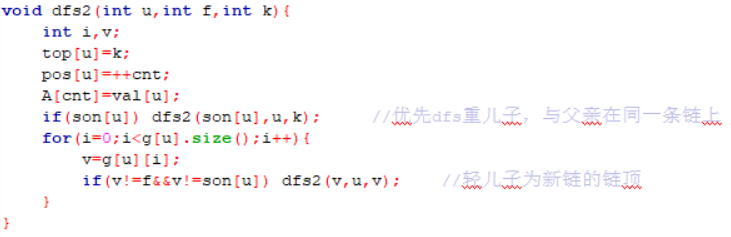 void dfs2(int u,int f,int k){
    int i,v;
    top[u]=k;
    pos[u]=++cnt;
    A[cnt]=val[u];
    if(son[u]) dfs2(son[u],u,k);     //优先dfs重儿子，与父亲在同一条链上
    for(i=0;i<g[u].size();i++){
        v=g[u][i];
        if(v!=f&&v!=son[u]) dfs2(v,u,v);    //轻儿子为新链的链顶
    }
}